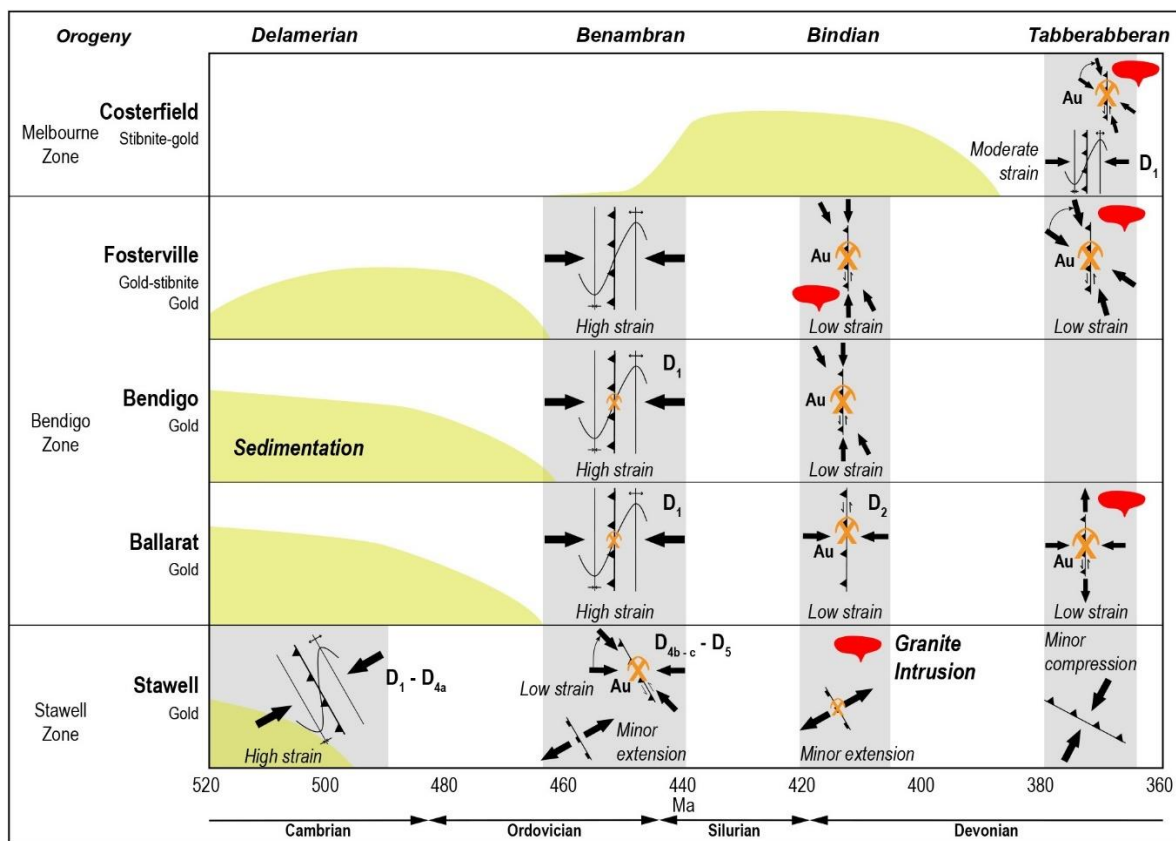 Orogeny Delamerian Benambran Bindian Tabberabberan
Melbourne
Zone
Costerfield
Stibnite-gold
Au
Moderate
strain
D1
Fosterville
Gold-stibnite
Gold
High strain
Au
Low strain
Au
Low strain
Bendigo
Zone
Bendigo
Gold
Sedimentation
D1
High strain
Au
Low strain
Ballarat
Gold
D1
High strain
D2
Au
Low strain
Au
Low strain
Stawell
Zone
Stawell
Gold
D1 - D4a
High strain
D4b - c - D5
Low strain
Au
Minor
extension
Granite
Intrusion
Minor extension
Minor
compression
520 500 480 460 440 420 400 380 360
Ma
Cambrian Ordovician Silurian Devonian